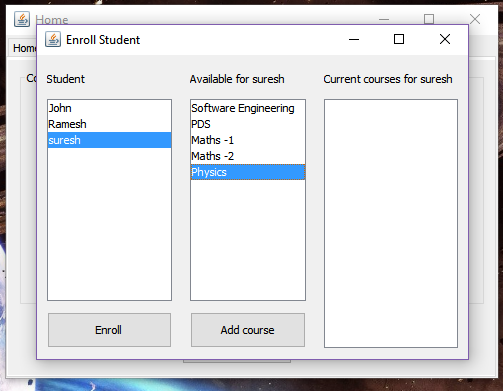 Home
Enroll Student
Home
Student
Available for suresh
Current courses for suresh
John
Ramesh
suresh
Software Engineering
PDS
Maths -1
Maths -2
Physics
Enroll
Add course